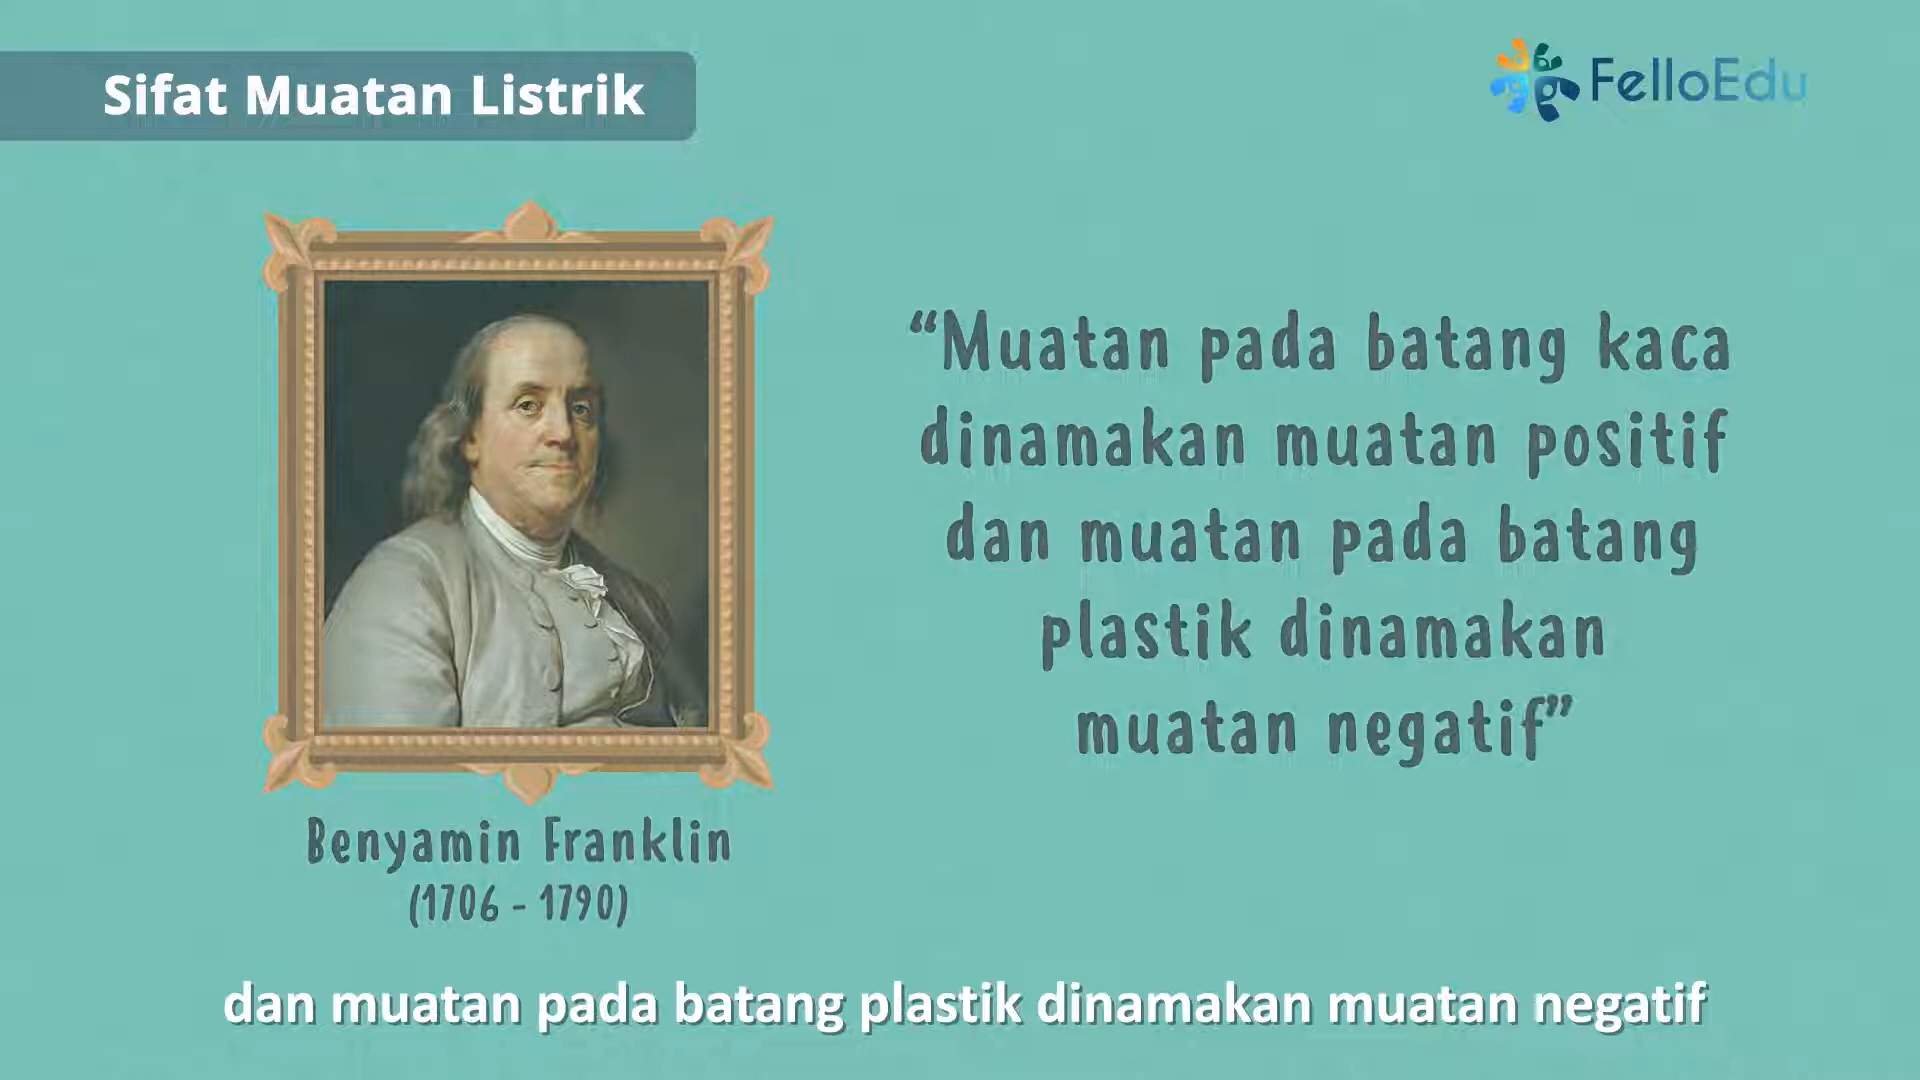 Sifat Muatan Listrik
FelloEdu
“Muatan pada batang kaca
dinamakan muatan positif
dan muatan pada batang
plastik dinamakan
muatan negatif”
Benyamin Franklin
(1706 - 1790)
dan muatan pada batang plastik dinamakan muatan negatif